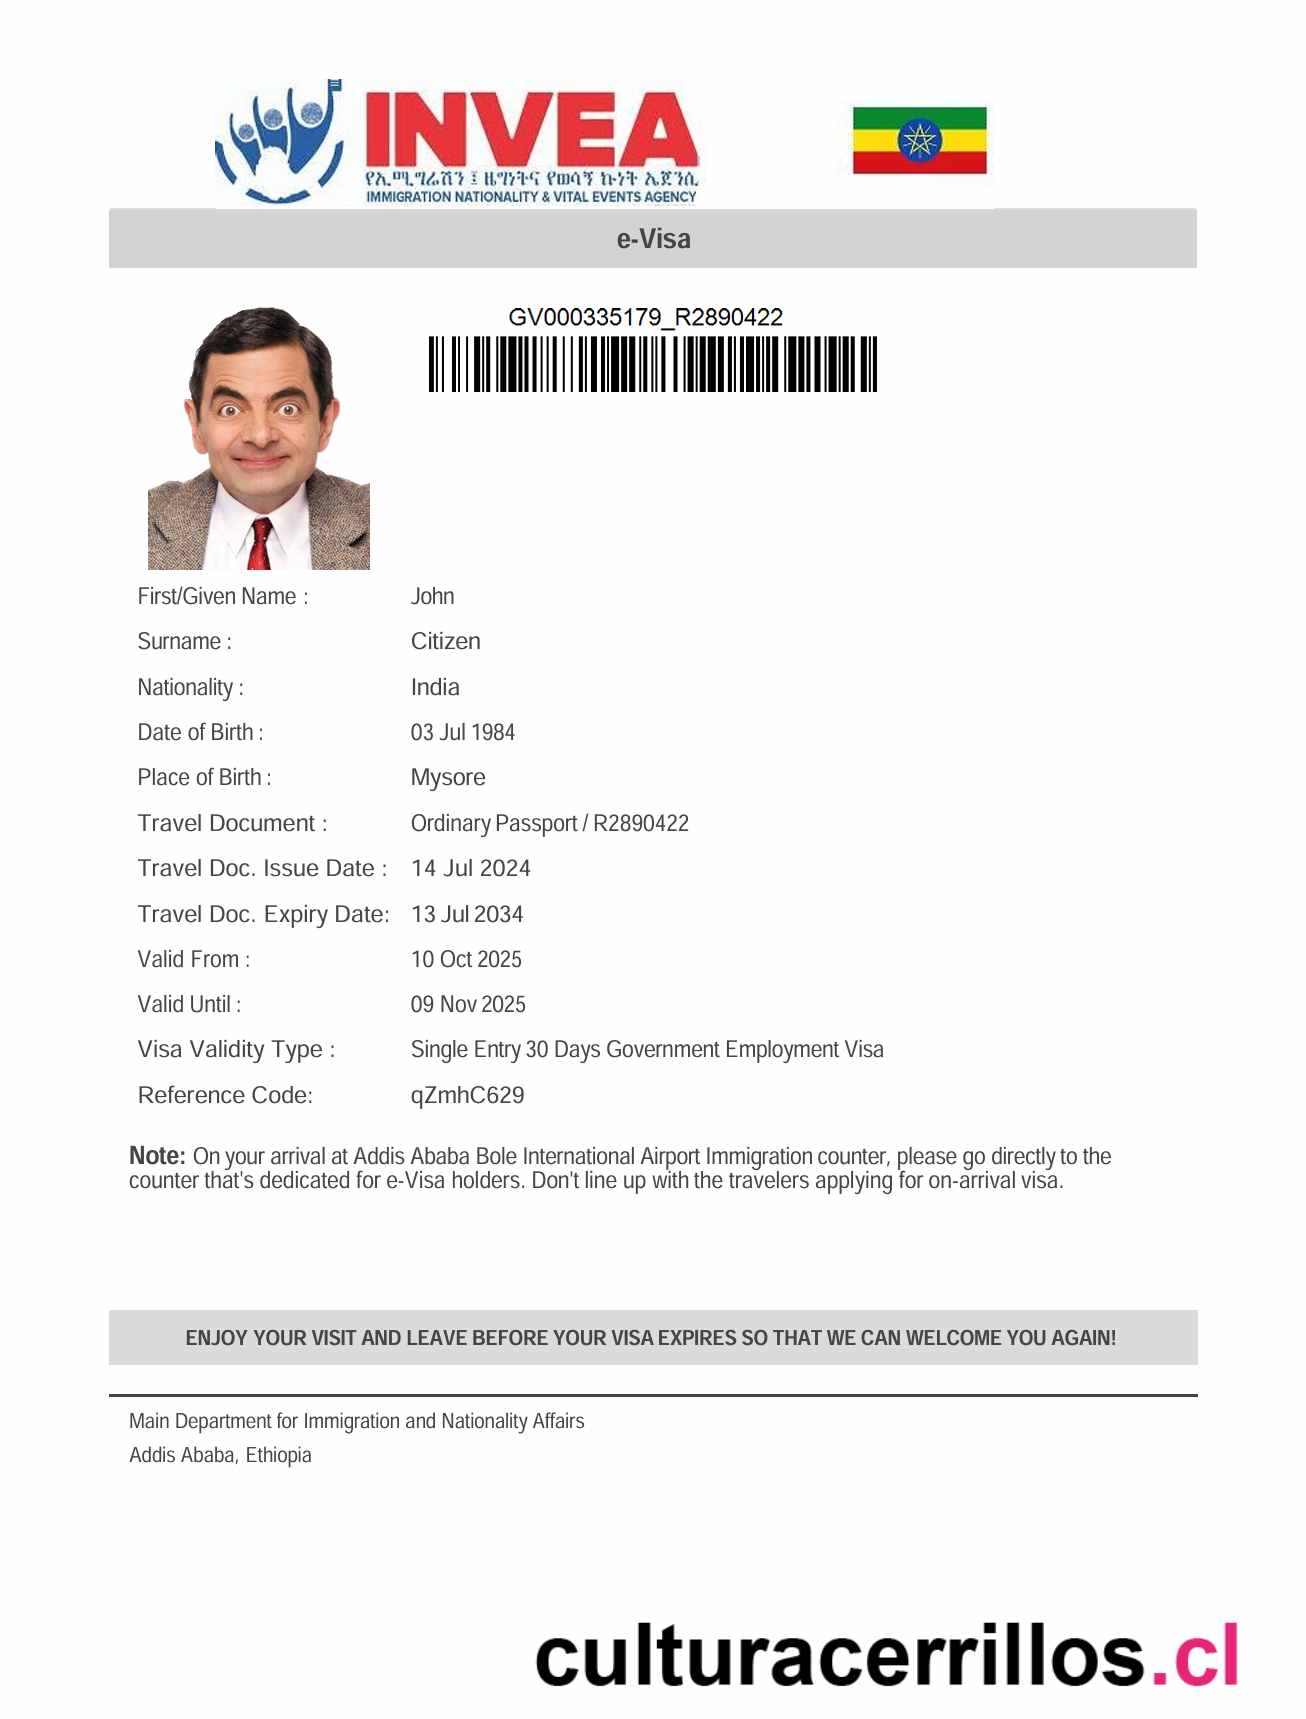 INVEA
የኢሚግሬሽን ፤ ዜግነትና የወሳኝ ኩነት ኤጀንሲ
IMMIGRATION NATIONALITY & VITAL EVENTS AGENCY
e-Visa
GV000335179_R2890422
First/Given Name : John
Surname : Citizen
Nationality : India
Date of Birth : 03 Jul 1984
Place of Birth : Mysore
Travel Document : Ordinary Passport / R2890422
Travel Doc. Issue Date : 14 Jul 2024
Travel Doc. Expiry Date: 13 Jul 2034
Valid From : 10 Oct 2025
Valid Until : 09 Nov 2025
Visa Validity Type : Single Entry 30 Days Government Employment Visa
Reference Code: qZmhC629
Note: On your arrival at Addis Ababa Bole International Airport Immigration counter, please go directly to the
counter that's dedicated for e-Visa holders. Don't line up with the travelers applying for on-arrival visa.
ENJOY YOUR VISIT AND LEAVE BEFORE YOUR VISA EXPIRES SO THAT WE CAN WELCOME YOU AGAIN!
Main Department for Immigration and Nationality Affairs
Addis Ababa, Ethiopia
culturacerrillos.cl